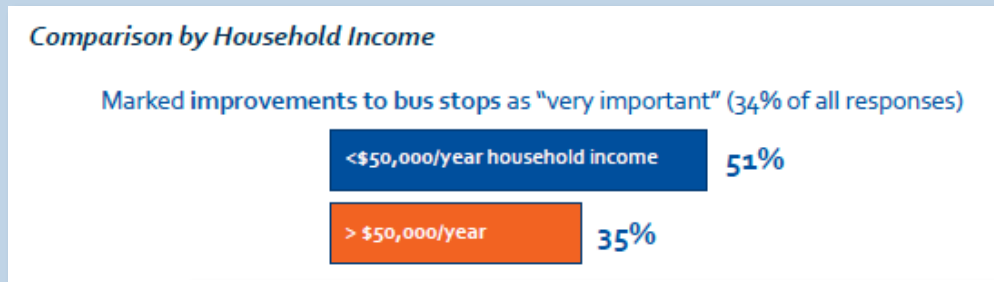 Comparison by Household Income
Marked improvements to bus stops as “very important” (34% of all responses)
<$50,000/year household income 51%
> $50,000/year 35%